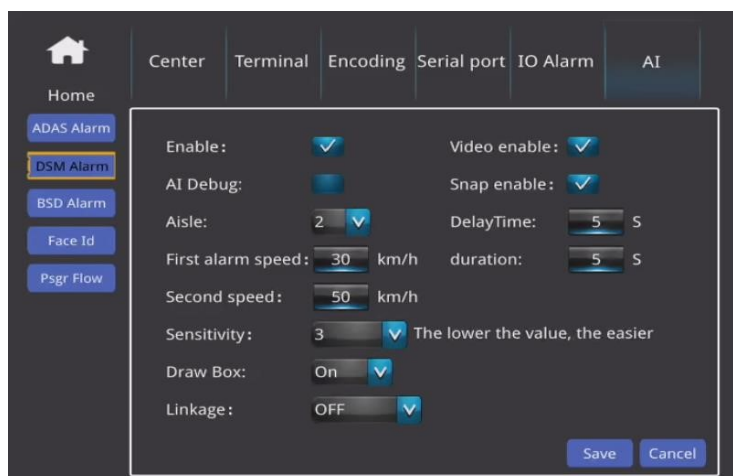 Home
Center Terminal Encoding Serial port IO Alarm AI
ADAS Alarm
DSM Alarm
BSD Alarm
Face Id
Psgr Flow
Enable: Video enable:
AI Debug: Snap enable:
Aisle: 2 DelayTime: 5 S
First alarm speed: 30 km/h duration: 5 S
Second speed: 50 km/h
Sensitivity: 3 The lower the value, the easier
Draw Box: On
Linkage: OFF
Save Cancel